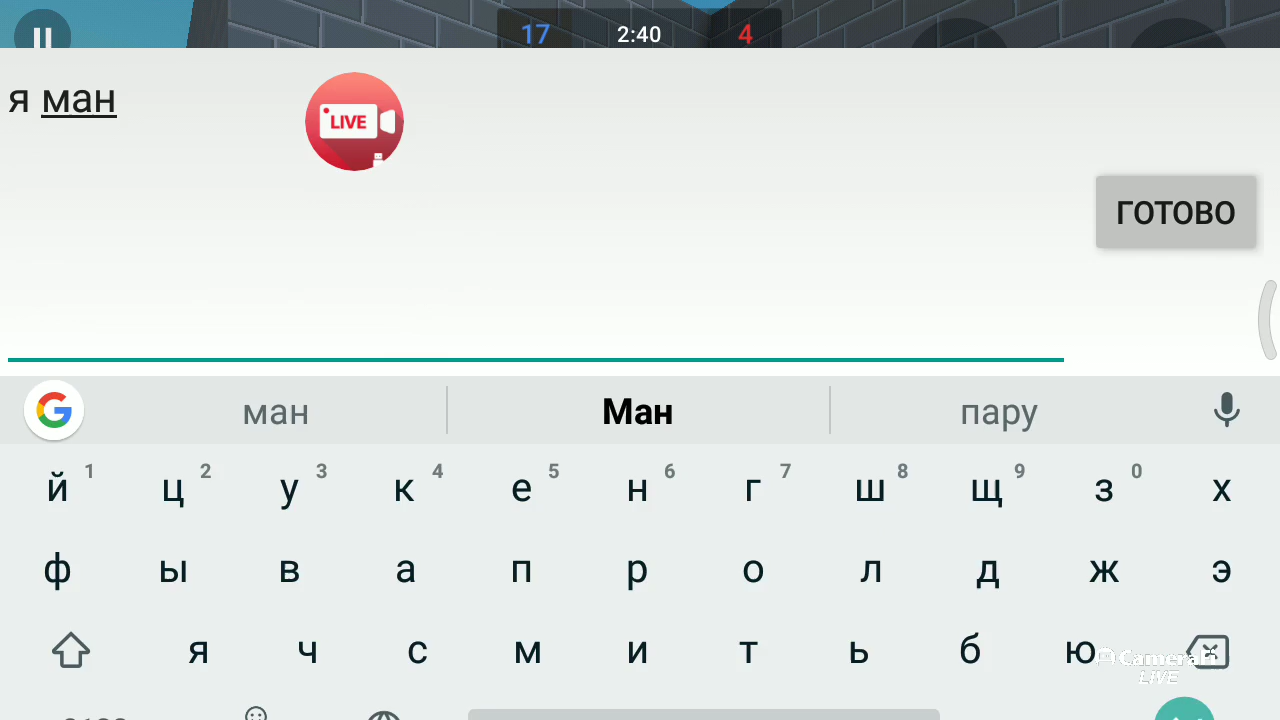 17 2:40 4
я ман
LIVE
ГОТОВО
ман Ман пару
й 1 ц 2 у 3 к 4 е 5 н 6 г 7 ш 8 щ 9 з 0 х
ф ы в а п р о л д ж э
я ч с м и т ь б ю
LIVE